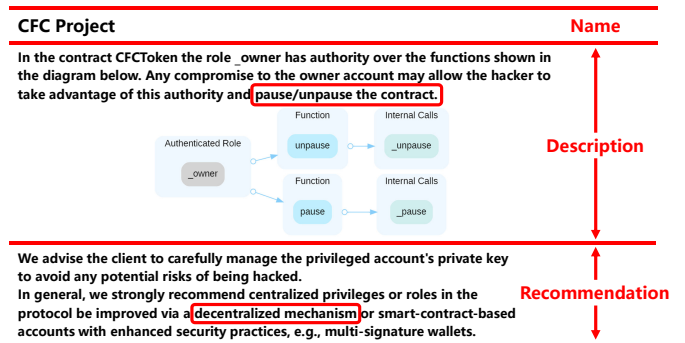 CFC Project
Name
In the contract CFCToken the role _owner has authority over the functions shown in
the diagram below. Any compromise to the owner account may allow the hacker to
take advantage of this authority and pause/unpause the contract.
Function
Internal Calls
Authenticated Role
unpause
_unpause
_owner
Function
Internal Calls
pause
_pause
Description
We advise the client to carefully manage the privileged account's private key
to avoid any potential risks of being hacked.
In general, we strongly recommend centralized privileges or roles in the
protocol be improved via a decentralized mechanism or smart-contract-based
accounts with enhanced security practices, e.g., multi-signature wallets.
Recommendation